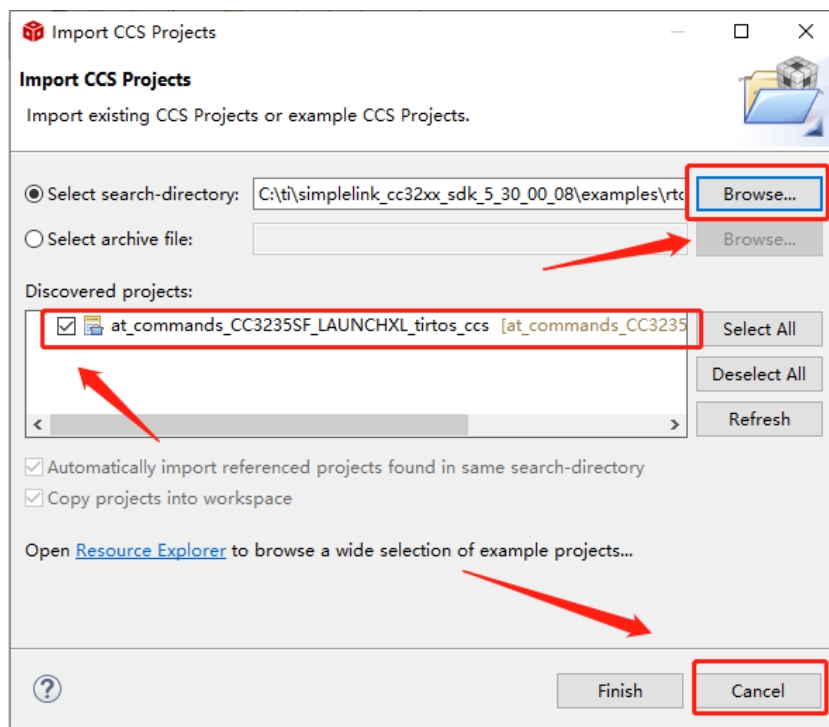 Import CCS Projects
Import CCS Projects
Import existing CCS Projects or example CCS Projects.
Select search-directory: C:\ti\simplelink_cc32xx_sdk_5_30_00_08\examples\rtc Browse...
Select archive file: Browse...
Discovered projects:
at_commands_CC3235SF_LAUNCHXL_tirtos_ccs [at_commands_CC3235 Select All
Deselect All
Refresh
Automatically import referenced projects found in same search-directory
Copy projects into workspace
Open Resource Explorer to browse a wide selection of example projects...
? Finish Cancel